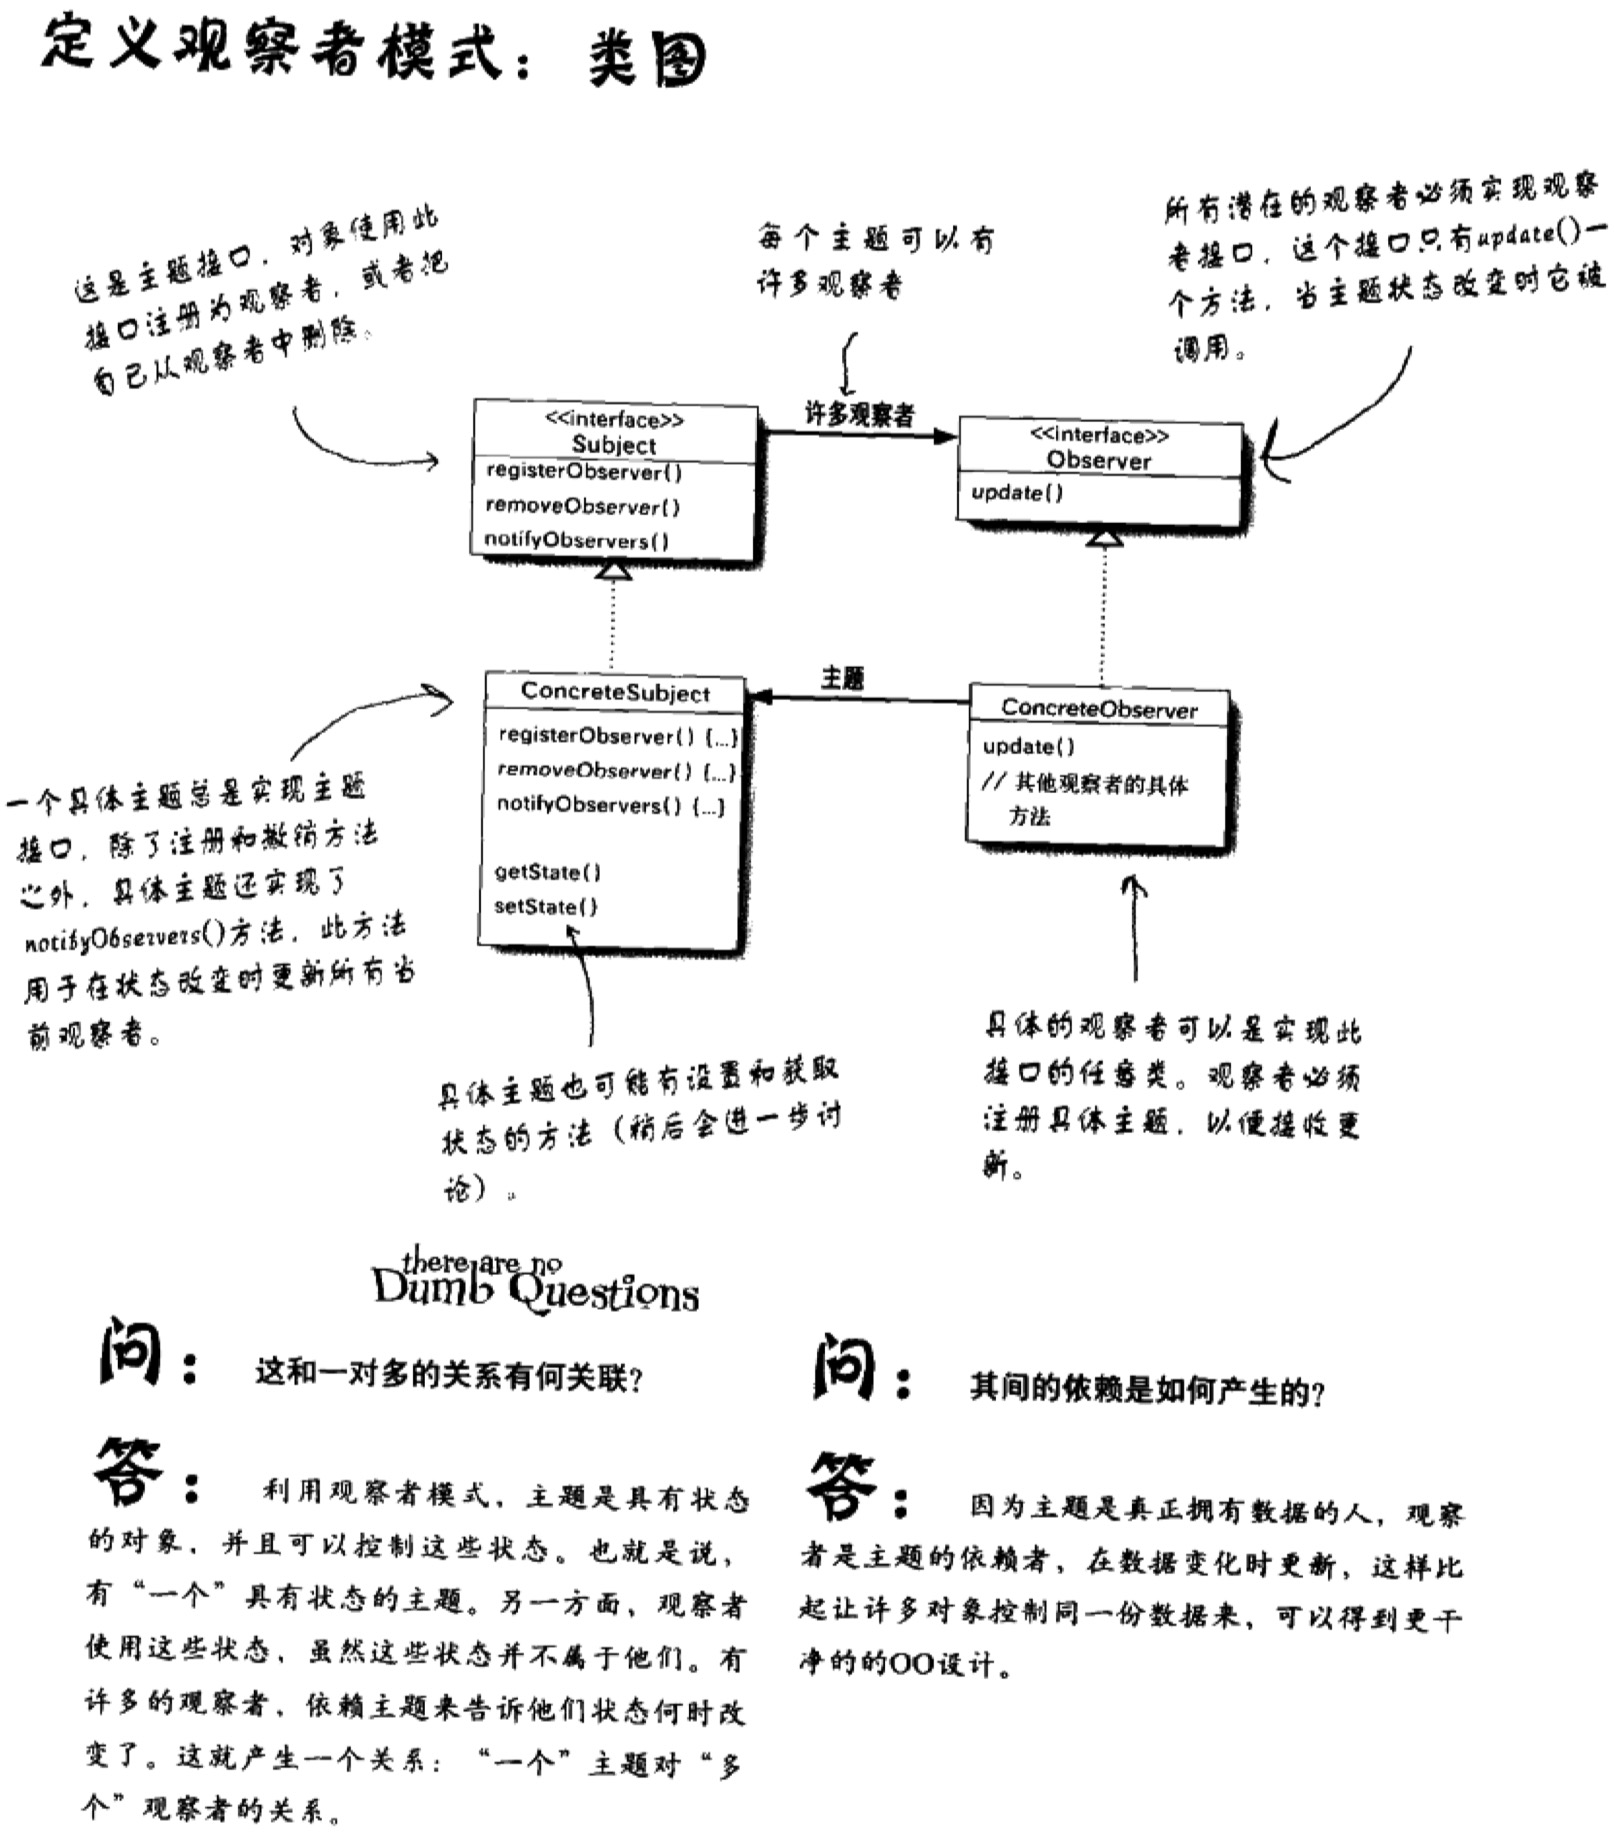 定义观察者模式：类图
这是主题接口，对象使用此
接口注册为观察者，或者把
自己从观察者中删除。
每个主题可以有
许多观察者
所有潜在的观察者必须实现观察
者接口，这个接口只有update()一
个方法，当主题状态改变时它被
调用。
<<interface>>
Subject
registerObserver()
removeObserver()
notifyObservers()
许多观察者
<<interface>>
Observer
update()
ConcreteSubject
registerObserver() {...}
removeObserver() {...}
notifyObservers() {...}
getState()
setState()
主题
ConcreteObserver
update()
// 其他观察者的具体
方法
一个具体主题总是实现主题
接口，除了注册和撤销方法
之外，具体主题还实现了
notifyObservers()方法，此方法
用于在状态改变时更新所有当
前观察者。
具体主题也可能有设置和获取
状态的方法（稍后会进一步讨
论）。
具体的观察者可以是实现此
接口的任意类。观察者必须
注册具体主题，以便接收更
新。
there are no
Dumb Questions
问： 这和一对多的关系有何关联？
答： 利用观察者模式，主题是具有状态
的对象，并且可以控制这些状态。也就是说，
有“一个”具有状态的主题。另一方面，观察者
使用这些状态，虽然这些状态并不属于他们。有
许多的观察者，依赖主题来告诉他们状态何时改
变了。这就产生一个关系：“一个”主题对“多
个”观察者的关系。
问： 其间的依赖是如何产生的？
答： 因为主题是真正拥有数据的人，观察
者是主题的依赖者，在数据变化时更新，这样比
起让许多对象控制同一份数据来，可以得到更干
净的的OO设计。